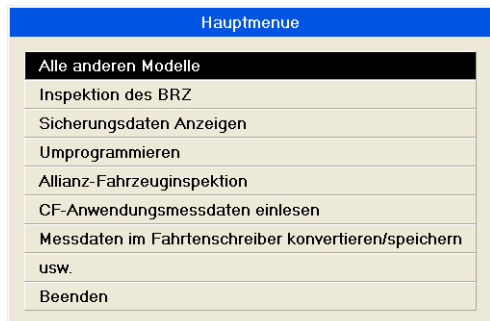 Hauptmenue
Alle anderen Modelle
Inspektion des BRZ
Sicherungsdaten Anzeigen
Umprogrammieren
Allianz-Fahrzeuginspektion
CF-Anwendungsmessdaten einlesen
Messdaten im Fahrtenschreiber konvertieren/speichern
usw.
Beenden